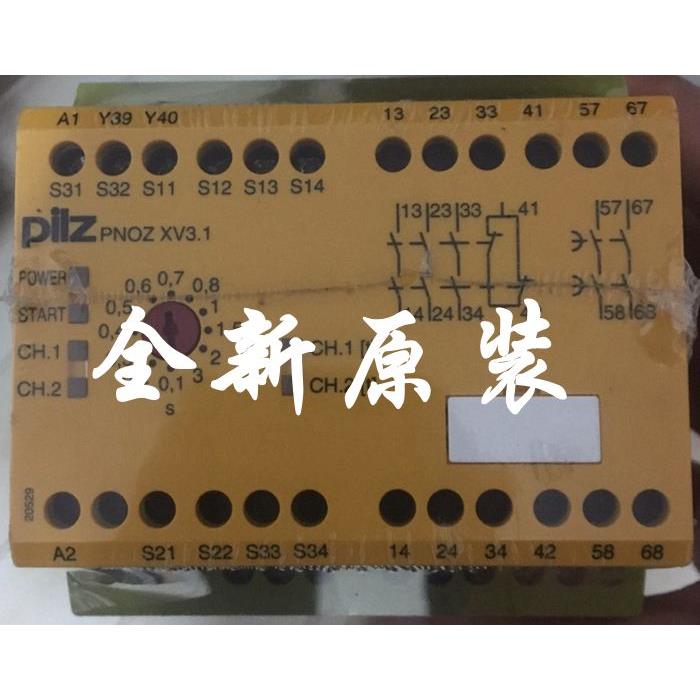 A1 Y39 Y40 13 23 33 41 57 67
S31 S32 S11 S12 S13 S14
pilz PNOZ XV3.1
13 23 33 41 57 67
POWER
START
CH.1
CH.2
0,5 0,6 0,7 0,8 1
2 3 0,1
s
CH.1
CH.2
24 34 58 68
全新原装
20529
A2 S21 S22 S33 S34 14 24 34 42 58 68